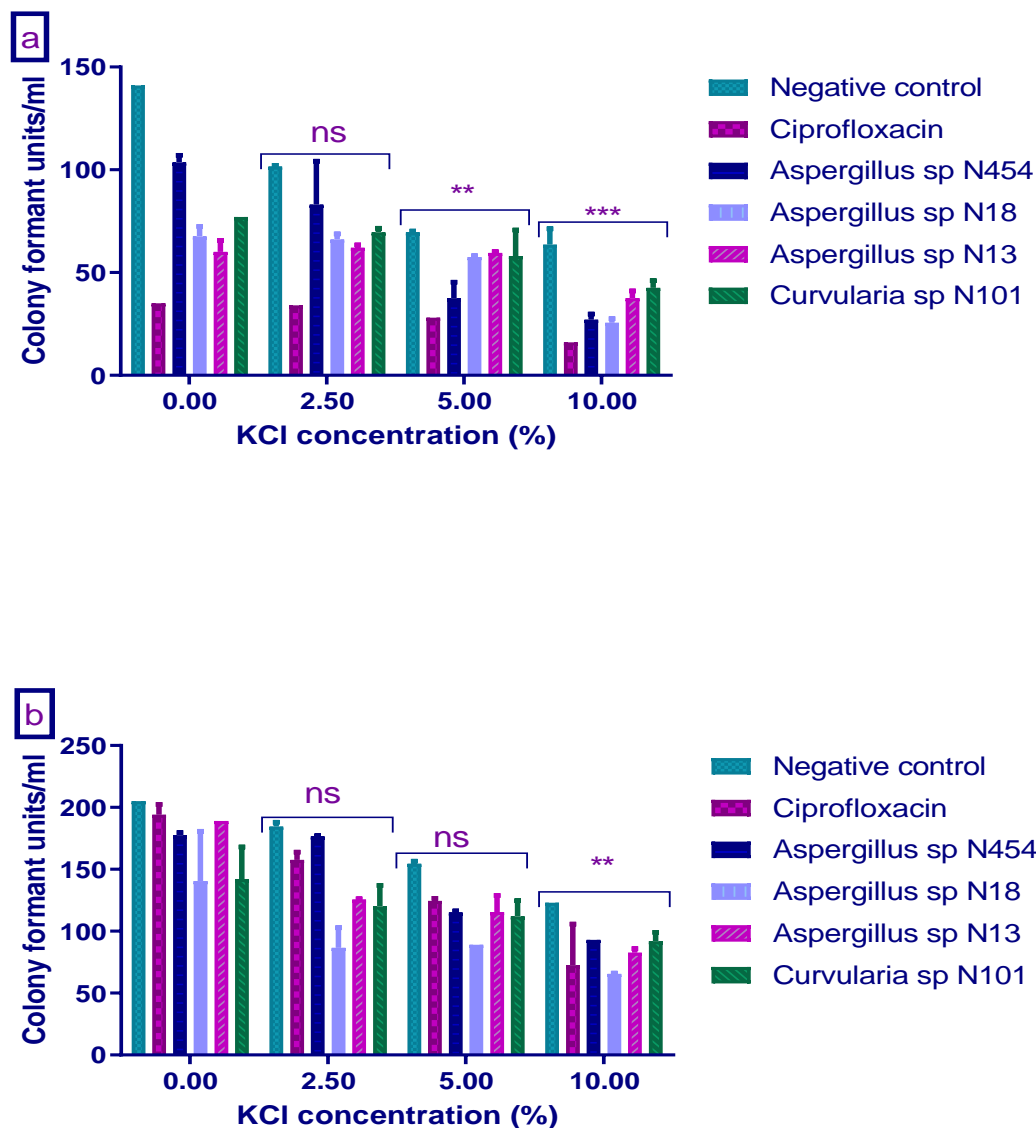 a
Colony formant units/ml
150
100
50
0
ns
**
***
0.00 2.50 5.00 10.00
KCl concentration (%)
Negative control
Ciprofloxacin
Aspergillus sp N454
Aspergillus sp N18
Aspergillus sp N13
Curvularia sp N101
b
Colony formant units/ml
250
200
150
100
50
0
ns
ns
**
0.00 2.50 5.00 10.00
KCl concentration (%)
Negative control
Ciprofloxacin
Aspergillus sp N454
Aspergillus sp N18
Aspergillus sp N13
Curvularia sp N101